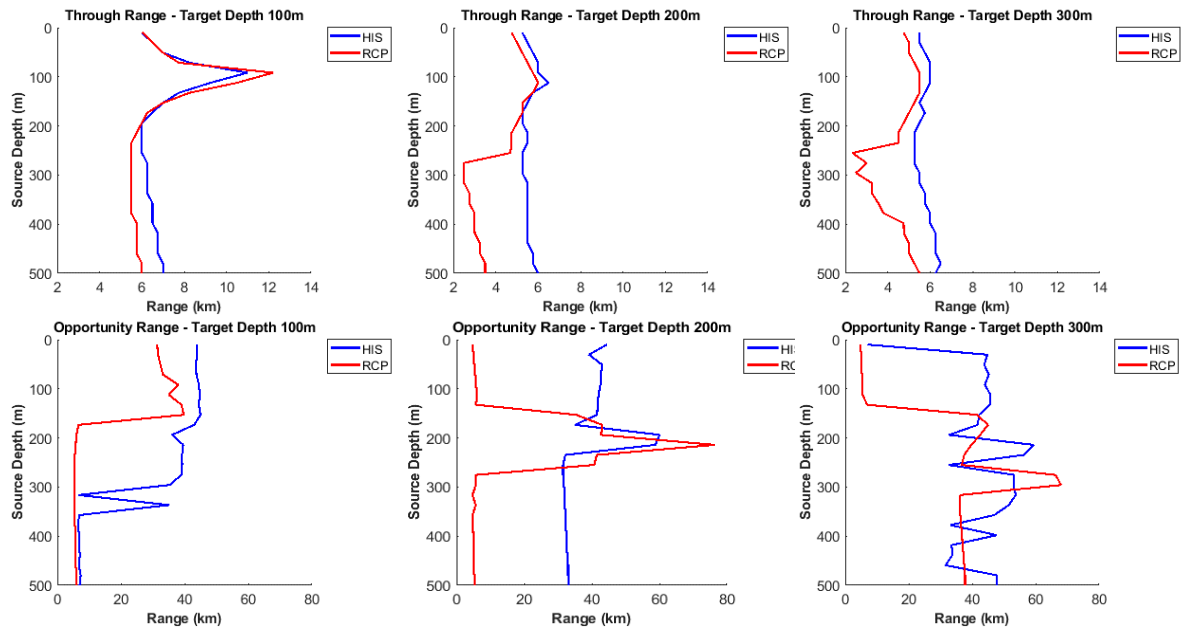 Through Range - Target Depth 100m
0
100
200
300
400
500
Source Depth (m)
2 4 6 8 10 12 14
Range (km)
HIS
RCP
Through Range - Target Depth 200m
0
100
200
300
400
500
Source Depth (m)
2 4 6 8 10 12 14
Range (km)
HIS
RCP
Through Range - Target Depth 300m
0
100
200
300
400
500
Source Depth (m)
2 4 6 8 10 12 14
Range (km)
HIS
RCP
Opportunity Range - Target Depth 100m
0
100
200
300
400
500
Source Depth (m)
0 20 40 60 80
Range (km)
HIS
RCP
Opportunity Range - Target Depth 200m
0
100
200
300
400
500
Source Depth (m)
0 20 40 60 80
Range (km)
HIS
RCP
Opportunity Range - Target Depth 300m
0
100
200
300
400
500
Source Depth (m)
0 20 40 60 80
Range (km)
HIS
RCP